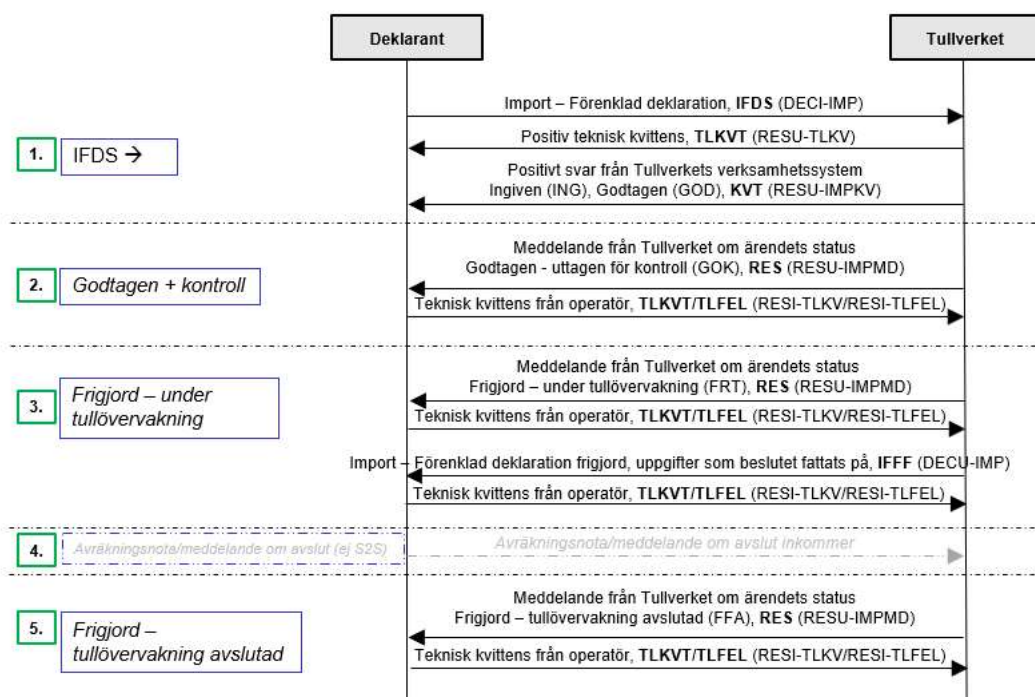 Deklarant
Tullverket
Import – Förenklad deklaration, IFDS (DECI-IMP)
Positiv teknisk kvittens, TLKVT (RESU-TLKV)
1.
IFDS →
Positivt svar från Tullverkets verksamhetssystem
Ingiven (ING), Godtagen (GOD), KVT (RESU-IMPKV)
2.
Godtagen + kontroll
Meddelande från Tullverket om ärendets status
Godtagen - uttagen för kontroll (GOK), RES (RESU-IMPMD)
Teknisk kvittens från operatör, TLKVT/TLFEL (RESI-TLKV/RESI-TLFEL)
3.
Frigjord – under
tullövervakning
Meddelande från Tullverket om ärendets status
Frigjord – under tullövervakning (FRT), RES (RESU-IMPMD)
Teknisk kvittens från operatör, TLKVT/TLFEL (RESI-TLKV/RESI-TLFEL)
Import – Förenklad deklaration frigjord, uppgifter som beslutet fattats på, IFFF (DECU-IMP)
Teknisk kvittens från operatör, TLKVT/TLFEL (RESI-TLKV/RESI-TLFEL)
4.
Avräkningsnota/meddelande om avslut (ej S2S)
Avräkningsnota/meddelande om avslut inkommer
5.
Frigjord –
tullövervakning avslutad
Meddelande från Tullverket om ärendets status
Frigjord – tullövervakning avslutad (FFA), RES (RESU-IMPMD)
Teknisk kvittens från operatör, TLKVT/TLFEL (RESI-TLKV/RESI-TLFEL)